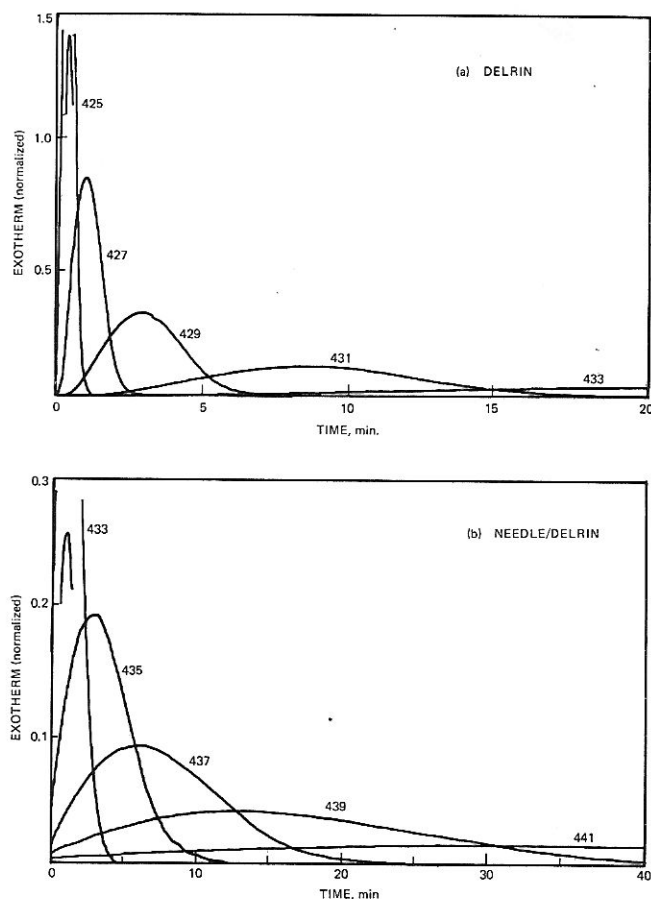 1.5
(a) DELRIN
425
1.0
EXOTHERM (normalized)
427
0.5
429
431
433
0 5 10 15 20
TIME, min.
0.3
433
(b) NEEDLE/DELRIN
0.2
EXOTHERM (normalized)
435
0.1
437
439
441
0 10 20 30 40
TIME, min